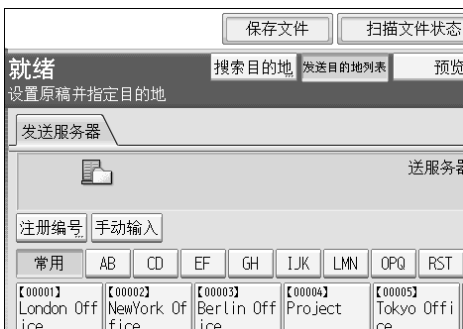 保存文件 扫描文件状态
就绪 搜索目的地 发送目的地列表 预览
设置原稿并指定目的地
发送服务器
送服务器
注册编号 手动输入
常用 AB CD EF GH IJK LMN OPQ RST
【00001】 【00002】 【00003】 【00004】 【00005】
London Off NewYork Of Berlin Off Project Tokyo Offi
ice ffice ice ce